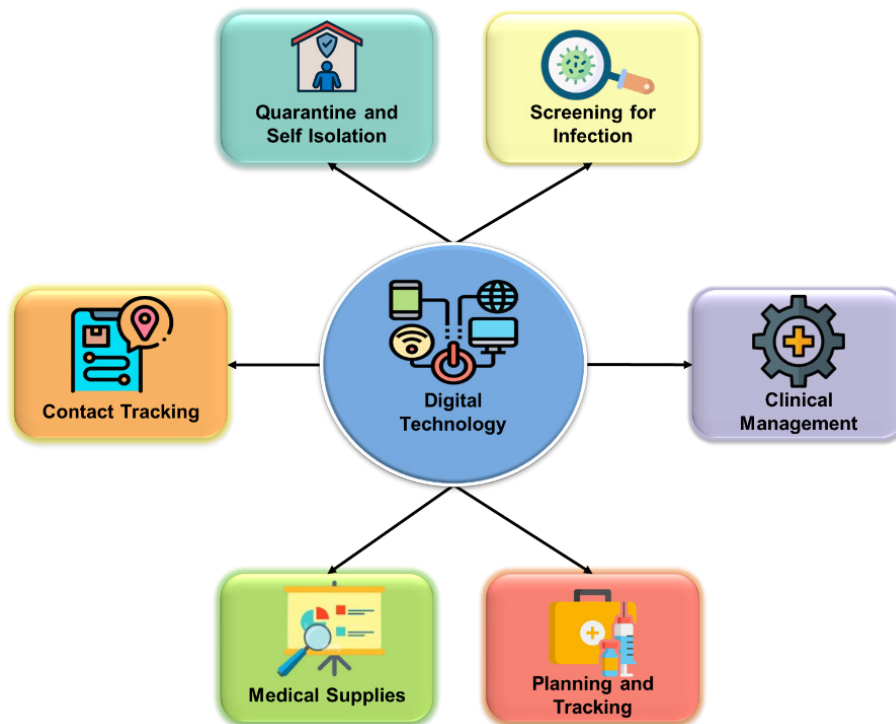 Quarantine and
Self Isolation
Screening for
Infection
Contact Tracking
Digital
Technology
Clinical
Management
Medical Supplies
Planning and
Tracking